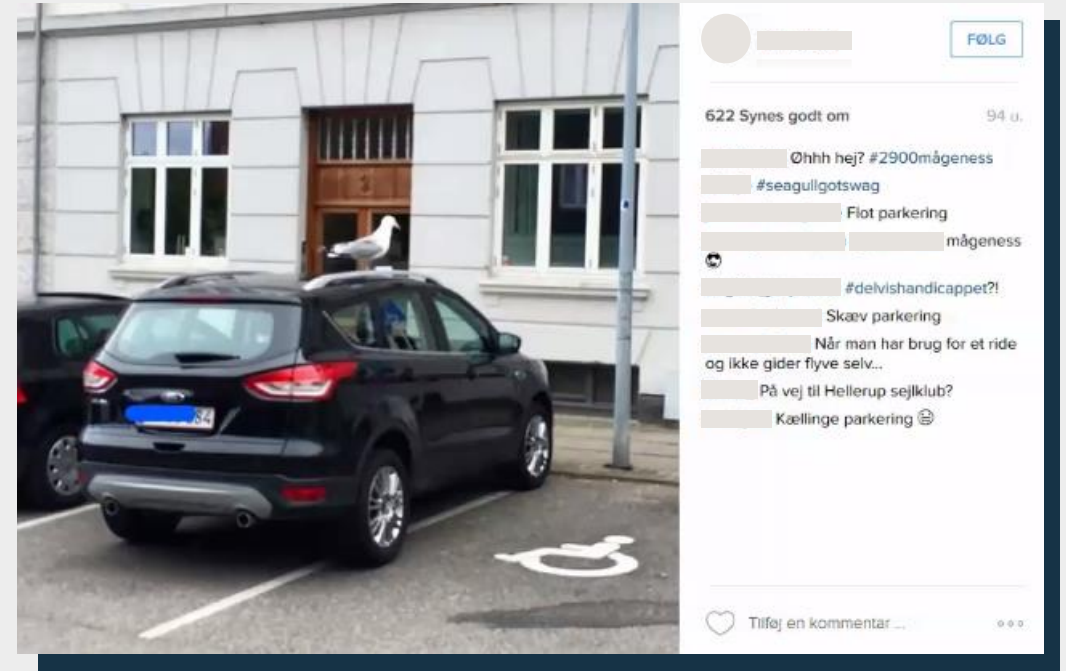 FØLG
622 Synes godt om 94 u.
Øhhh hej? #2900mågeness
#seagullgotswag
Flot parkering
mågeness
😎
#delvishandicappet?!
Skæv parkering
Når man har brug for et ride
og ikke gider flyve selv...
På vej til Hellerup sejlklub?
Kællinge parkering 😑
Tilføj en kommentar ...
Ford
84